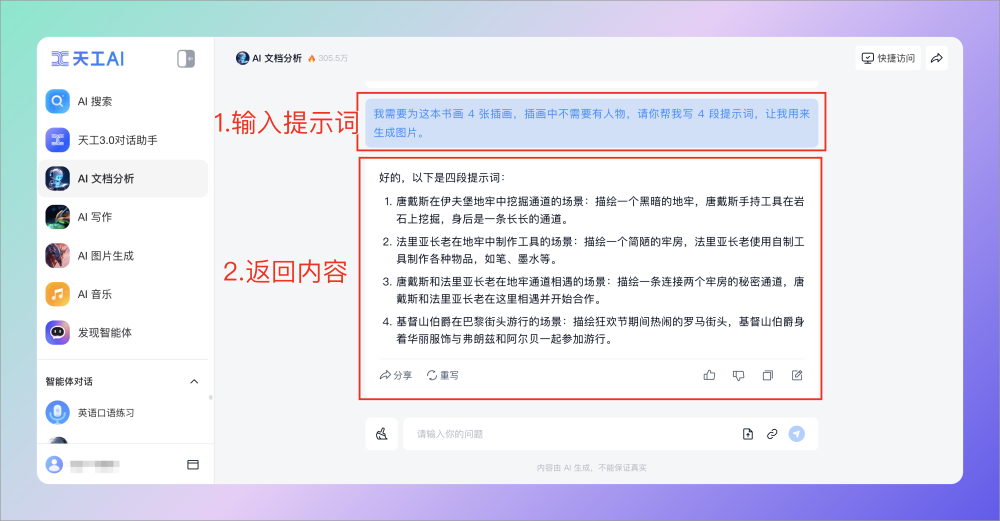 天工AI
AI 搜索
天工3.0对话助手
AI 文档分析
AI 写作
AI 图片生成
AI 音乐
发现智能体
智能体对话
英语口语练习
AI 文档分析 305.5万
快捷访问
1.输入提示词
我需要为这本书画 4 张插画，插画中不需要有人物，请你帮我写 4 段提示词，让我用来
生成图片。
2.返回内容
好的，以下是四段提示词：
1. 唐戴斯在伊夫堡地牢中挖掘通道的场景：描绘一个黑暗的地牢，唐戴斯手持工具在岩
石上挖掘，身后是一条长长的通道。
2. 法里亚长老在地牢中制作工具的场景：描绘一个简陋的牢房，法里亚长老使用自制工
具制作各种物品，如笔、墨水等。
3. 唐戴斯和法里亚长老在地牢通道相遇的场景：描绘一条连接两个牢房的秘密通道，唐
戴斯和法里亚长老在这里相遇并开始合作。
4. 基督山伯爵在巴黎街头游行的场景：描绘狂欢节期间热闹的罗马街头，基督山伯爵身
着华丽服饰与弗朗兹和阿尔贝一起参加游行。
分享 重写
请输入你的问题
内容由 AI 生成，不能保证真实